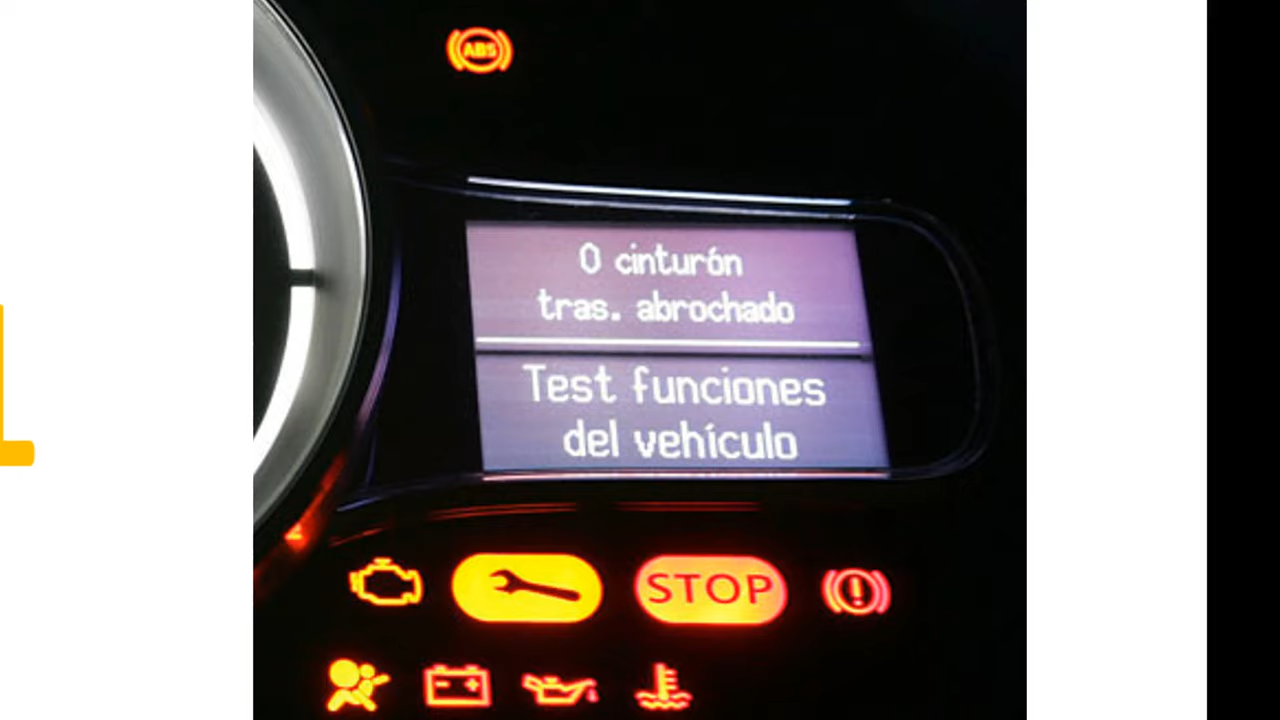 ABS
0 cinturón
tras. abrochado
Test funciones
del vehículo
STOP